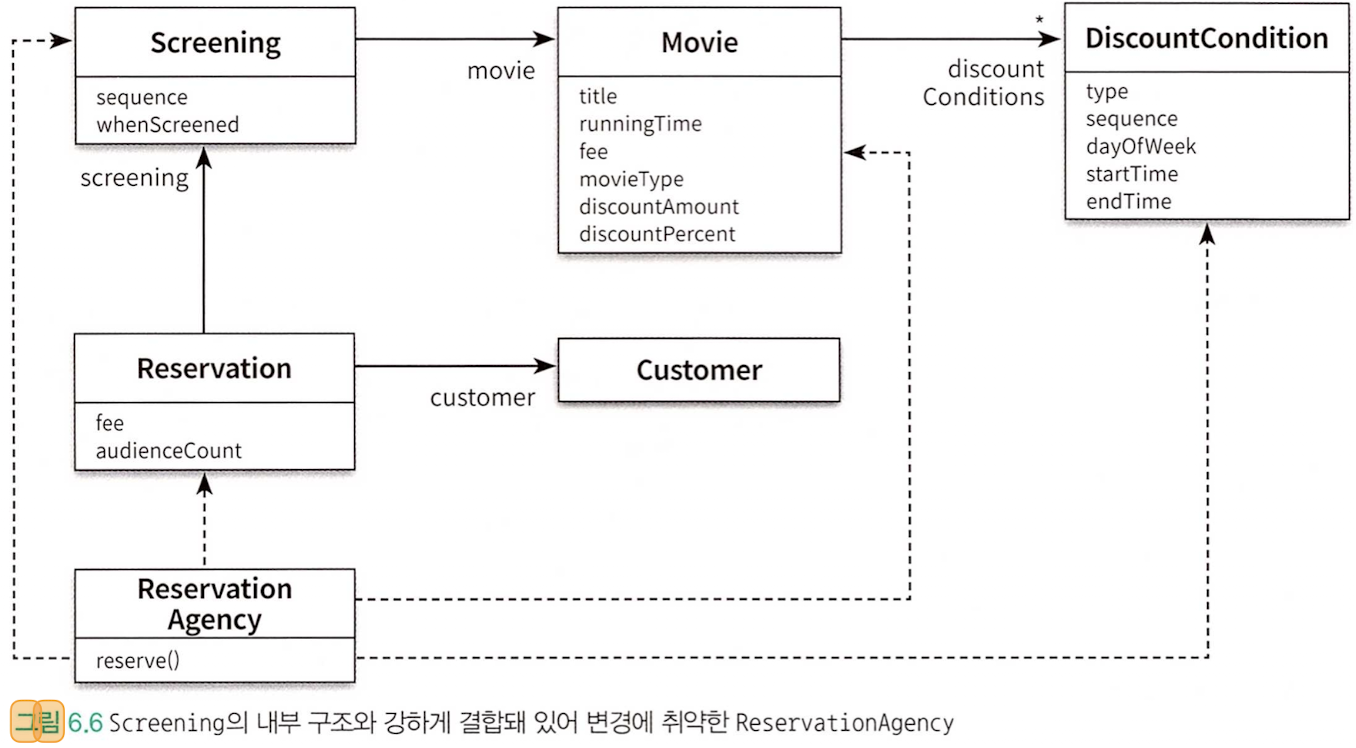 Screening
sequence
whenScreened
movie
Movie
title
runningTime
fee
movieType
discountAmount
discountPercent
*
discount
Conditions
DiscountCondition
type
sequence
dayOfWeek
startTime
endTime
screening
Reservation
fee
audienceCount
customer
Customer
Reservation
Agency
reserve()
그림 6.6 Screening의 내부 구조와 강하게 결합돼 있어 변경에 취약한 ReservationAgency